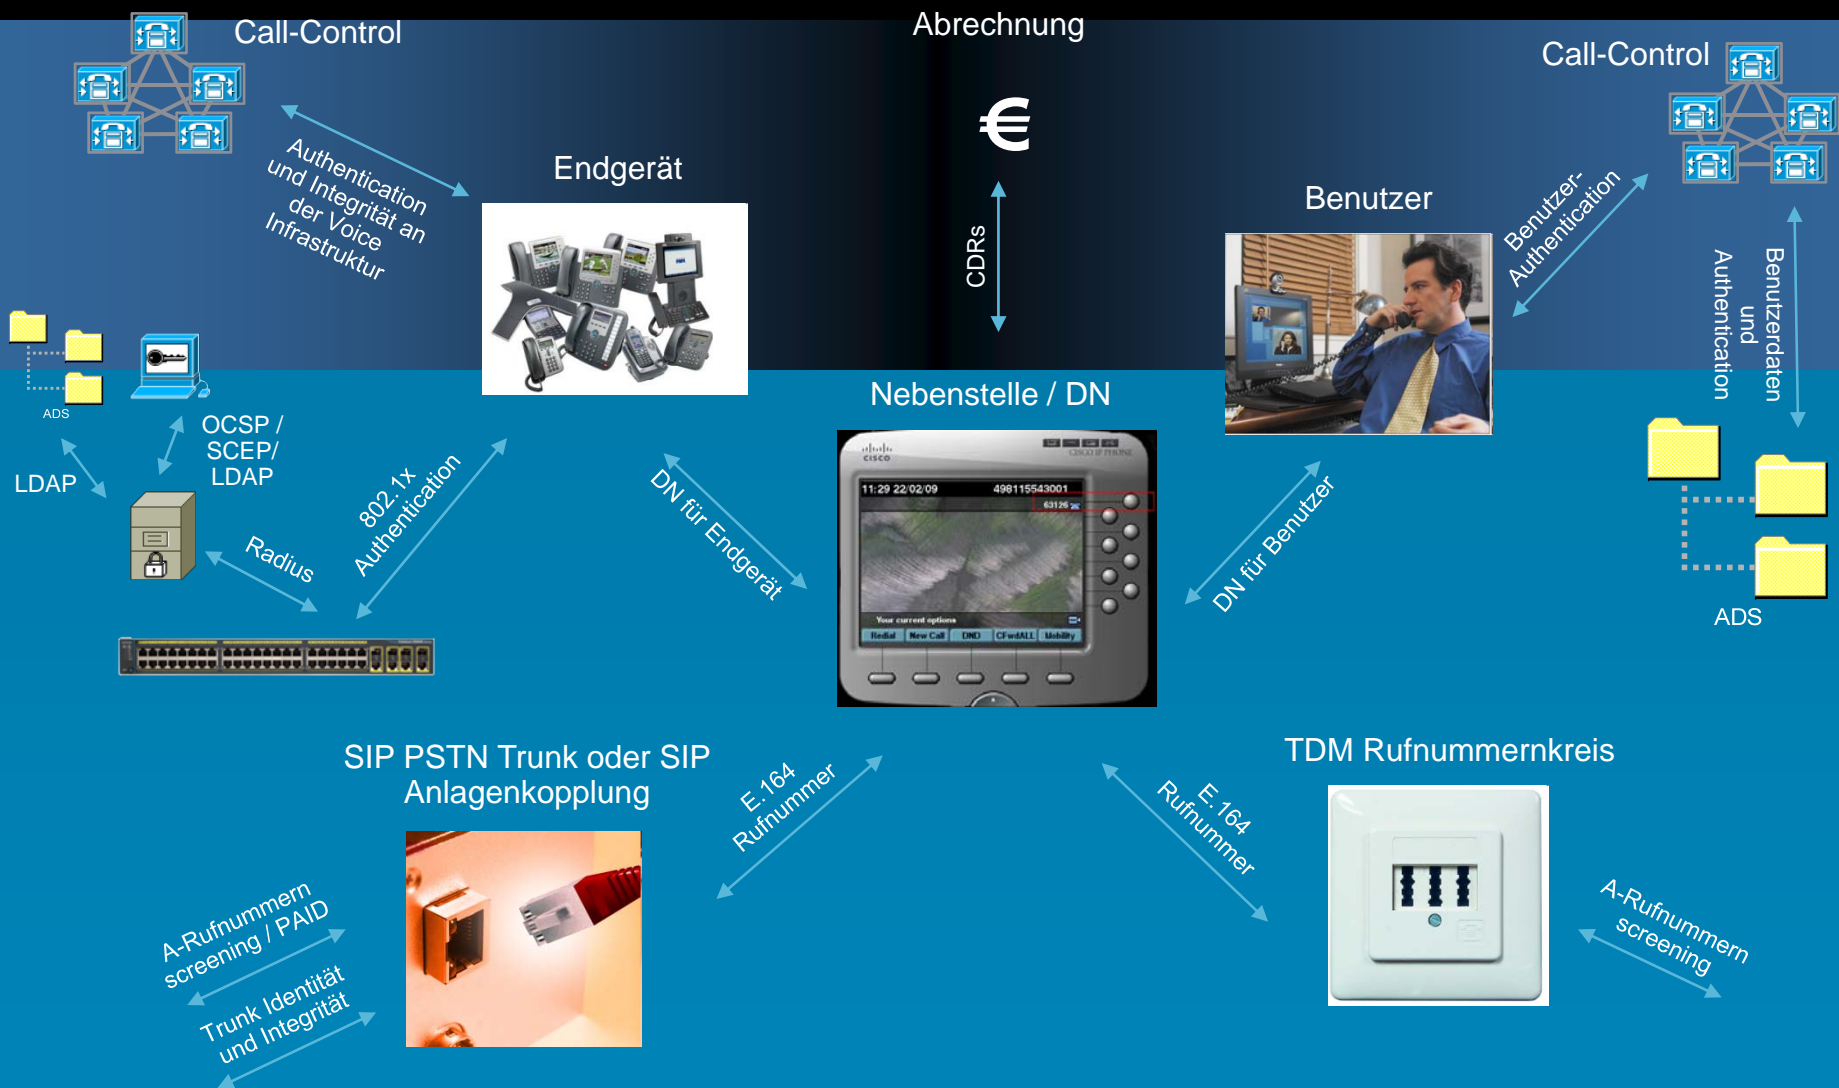 Call-Control
Abrechnung
Call-Control
€
Authentication
und Integrität an
der Voice
Infrastruktur
Endgerät
CDRs
Benutzer
Benutzer-
Authentication
Benutzerdaten
und
Authentication
ADS
OCSP /
SCEP/
LDAP
LDAP
Radius
802.1x
Authentication
DN für Endgerät
Nebenstelle / DN
CISCO
CISCO IP PHONE
11:29 22/02/09
498115543001
63126
Your current options
Redial
New Call
DND
CFwdALL
Mobility
DN für Benutzer
ADS
SIP PSTN Trunk oder SIP
Anlagenkopplung
E.164
Rufnummer
E.164
Rufnummer
TDM Rufnummernkreis
A-Rufnummern
screening / PAID
Trunk Identität
und Integrität
A-Rufnummern
screening